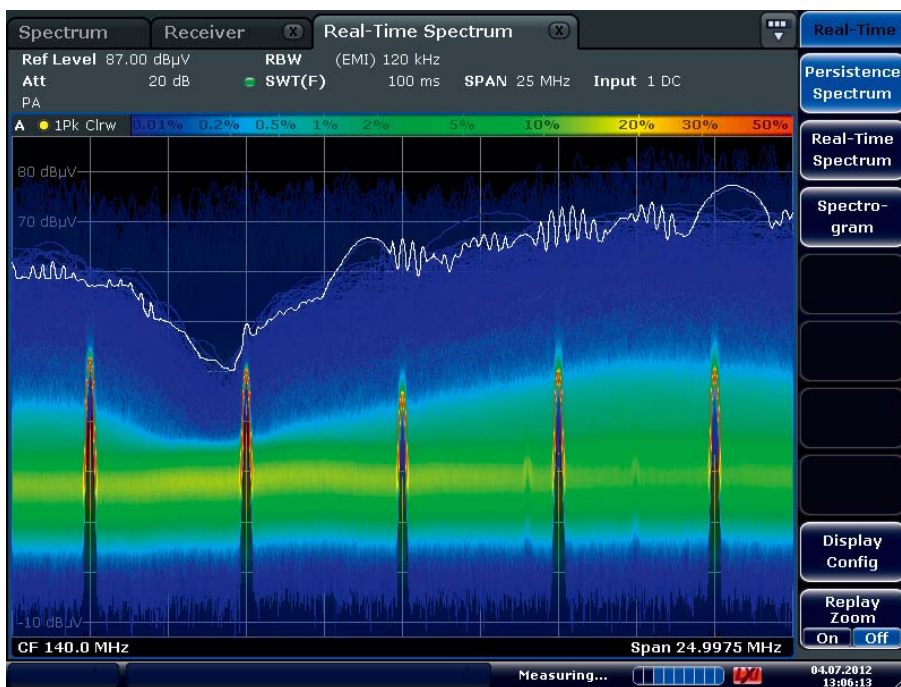 Spectrum Receiver X Real-Time Spectrum X Real-Time
Ref Level 87.00 dBµV RBW (EMI) 120 kHz
Att 20 dB SWT(F) 100 ms SPAN 25 MHz Input 1 DC
PA
Persistence
Spectrum
A 1Pk Clrw 0.01% 0.2% 0.5% 1% 2% 5% 10% 20% 30% 50%
Real-Time
Spectrum
80 dBµV
70 dBµV
Spectro-
gram
Display
Config
Replay
Zoom
On Off
-10 dBµV
CF 140.0 MHz Span 24.9975 MHz
Measuring... LXI 04.07.2012
13:06:13